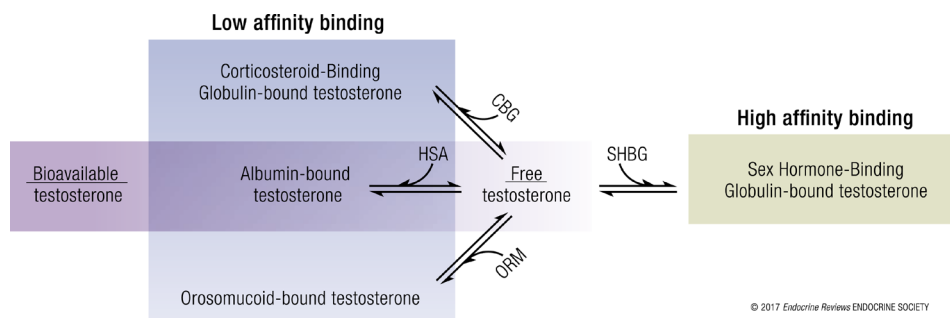 Low affinity binding
Corticosteroid-Binding
Globulin-bound testosterone
CBG
High affinity binding
Bioavailable
testosterone
Albumin-bound
testosterone
HSA
Free
testosterone
SHBG
Sex Hormone-Binding
Globulin-bound testosterone
ORM
Orosomucoid-bound testosterone
© 2017 Endocrine Reviews ENDOCRINE SOCIETY